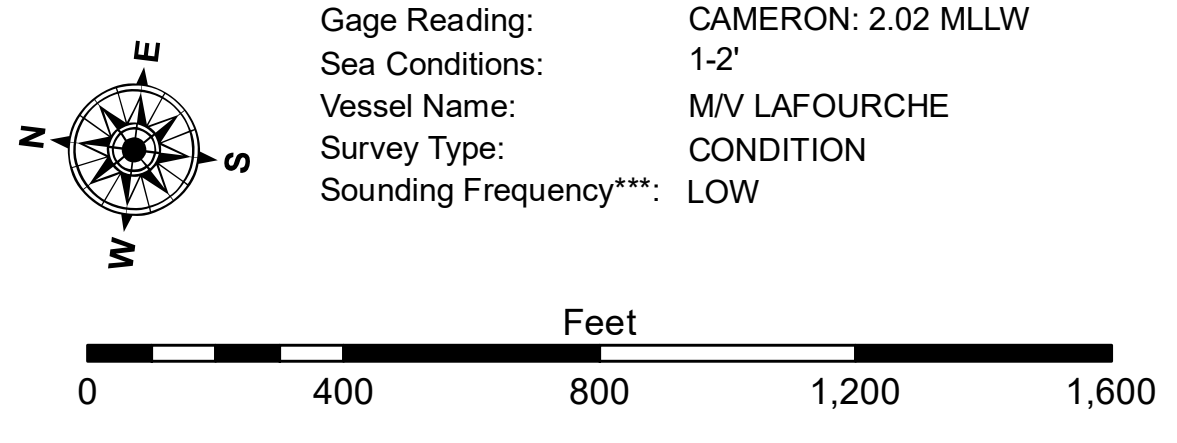 N
E
S
W
Gage Reading: CAMERON: 2.02 MLLW
Sea Conditions: 1-2'
Vessel Name: M/V LAFOURCHE
Survey Type: CONDITION
Sounding Frequency***: LOW
Feet
0 400 800 1,200 1,600